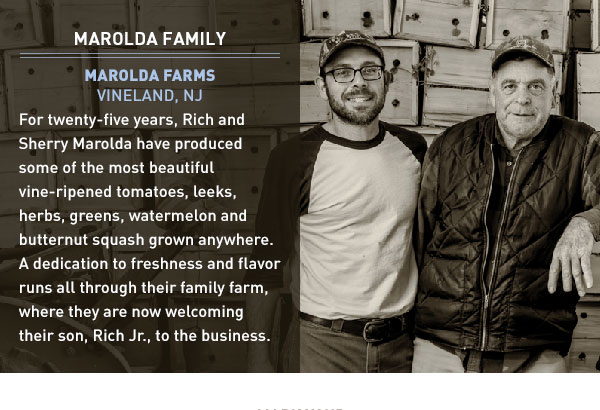 MAROLDA FAMILY
MAROLDA FARMS
VINELAND, NJ
For twenty-five years, Rich and
Sherry Marolda have produced
some of the most beautiful
vine-ripened tomatoes, leeks,
herbs, greens, watermelon and
butternut squash grown anywhere.
A dedication to freshness and flavor
runs all through their family farm,
where they are now welcoming
their son, Rich Jr., to the business.